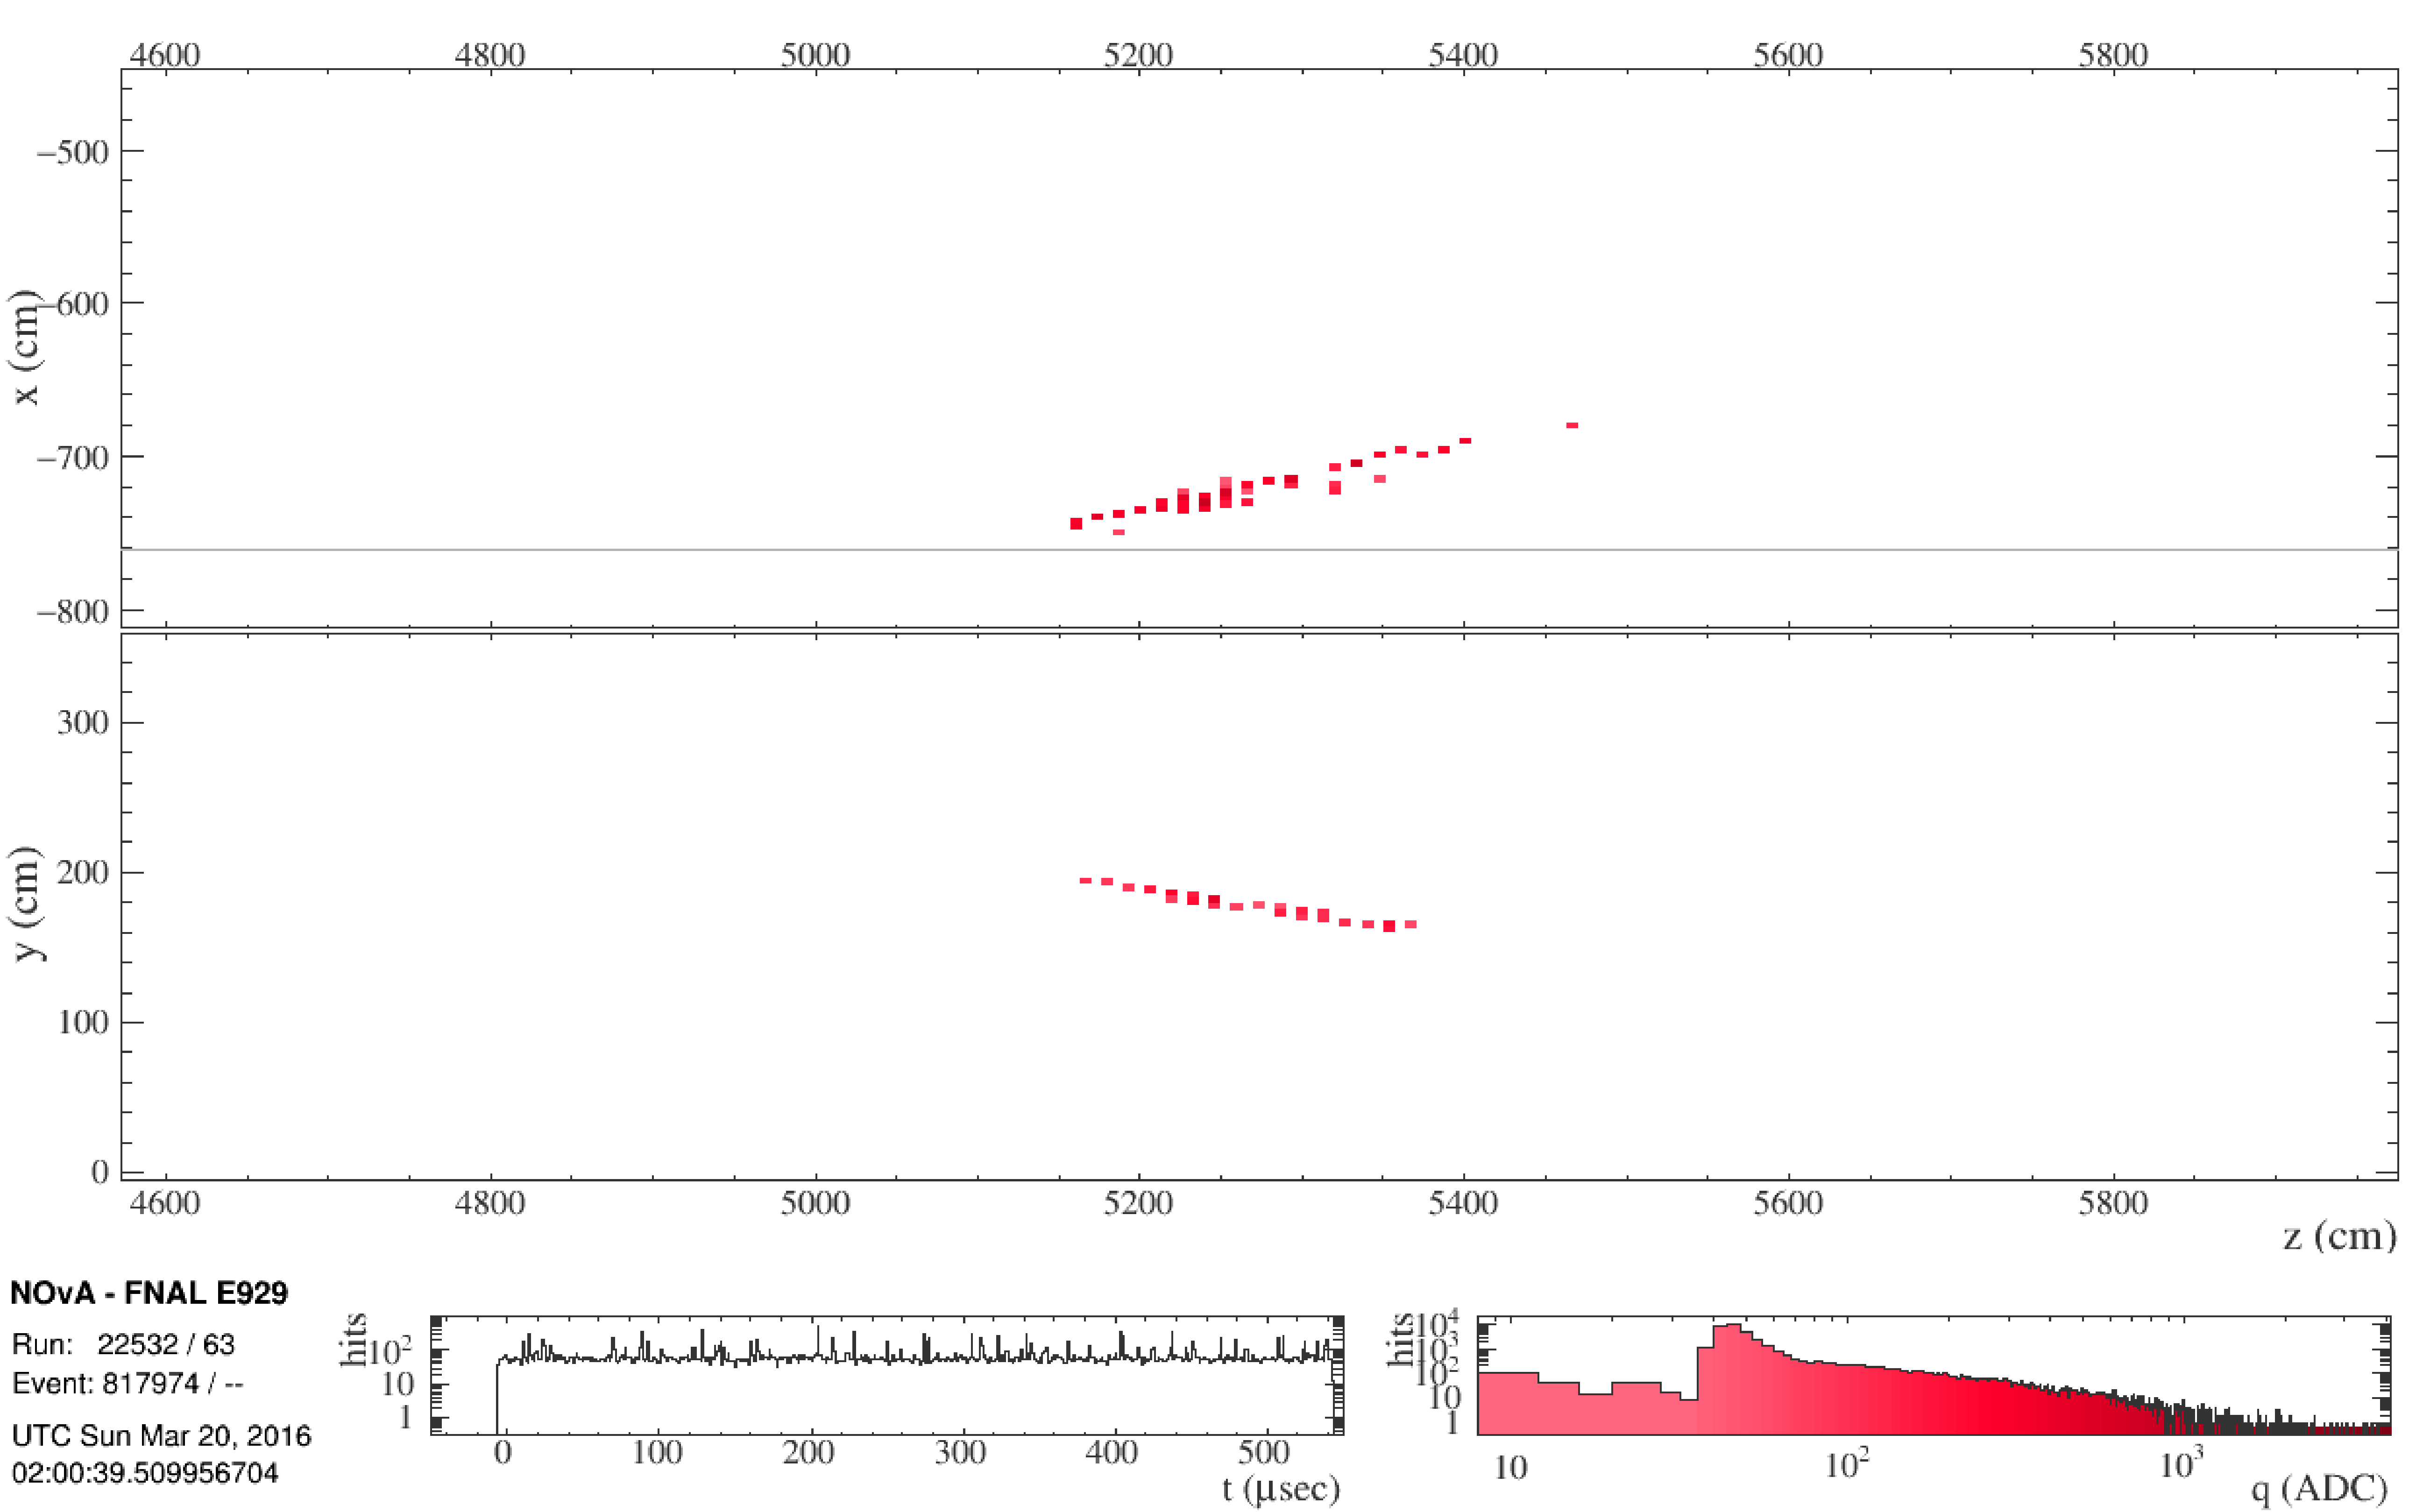 4600 4800 5000 5200 5400 5600 5800
−500
−600
−700
−800
x (cm)
300
200
100
0
y (cm)
4600 4800 5000 5200 5400 5600 5800
z (cm)
NOvA - FNAL E929
Run: 22532 / 63
Event: 817974 / --
UTC Sun Mar 20, 2016
02:00:39.509956704
hits
10²
10
1
0 100 200 300 400 500
t (μsec)
hits
10⁴
10³
10²
10
1
10 10² 10³
q (ADC)